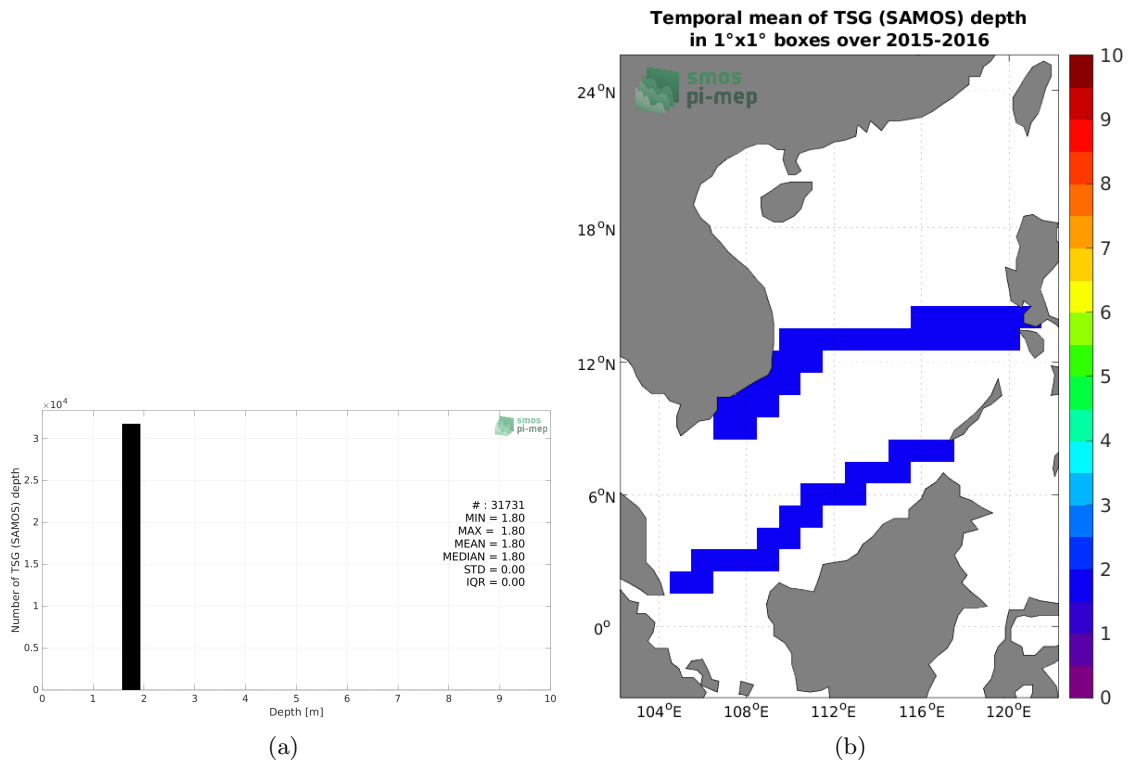 ×10⁴
3
2.5
2
1.5
1
0.5
0
Number of TSG (SAMOS) depth
smos
pi-mep
# : 31731
MIN = 1.80
MAX = 1.80
MEAN = 1.80
MEDIAN = 1.80
STD = 0.00
IQR = 0.00
0 1 2 3 4 5 6 7 8 9 10
Depth [m]
(a)
Temporal mean of TSG (SAMOS) depth
in 1°x1° boxes over 2015-2016
smos
pi-mep
24°N
18°N
12°N
6°N
0°
104°E 108°E 112°E 116°E 120°E
10
9
8
7
6
5
4
3
2
1
0
(b)